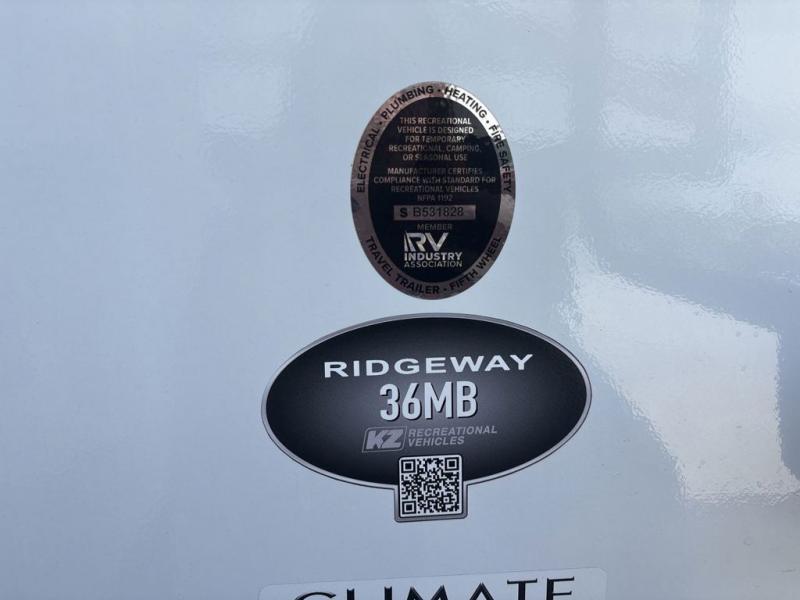 ELECTRICAL • PLUMBING • HEATING • FIRE SAFETY
THIS RECREATIONAL
VEHICLE IS DESIGNED
FOR TEMPORARY
RECREATIONAL, CAMPING,
OR SEASONAL USE
MANUFACTURER CERTIFIES
COMPLIANCE WITH STANDARD FOR
RECREATIONAL VEHICLES
NFPA 1192
S B531828
MEMBER
RV
INDUSTRY
ASSOCIATION
TRAVEL TRAILER • FIFTH WHEEL
RIDGEWAY
36MB
KZ RECREATIONAL
VEHICLES
CLIMATE